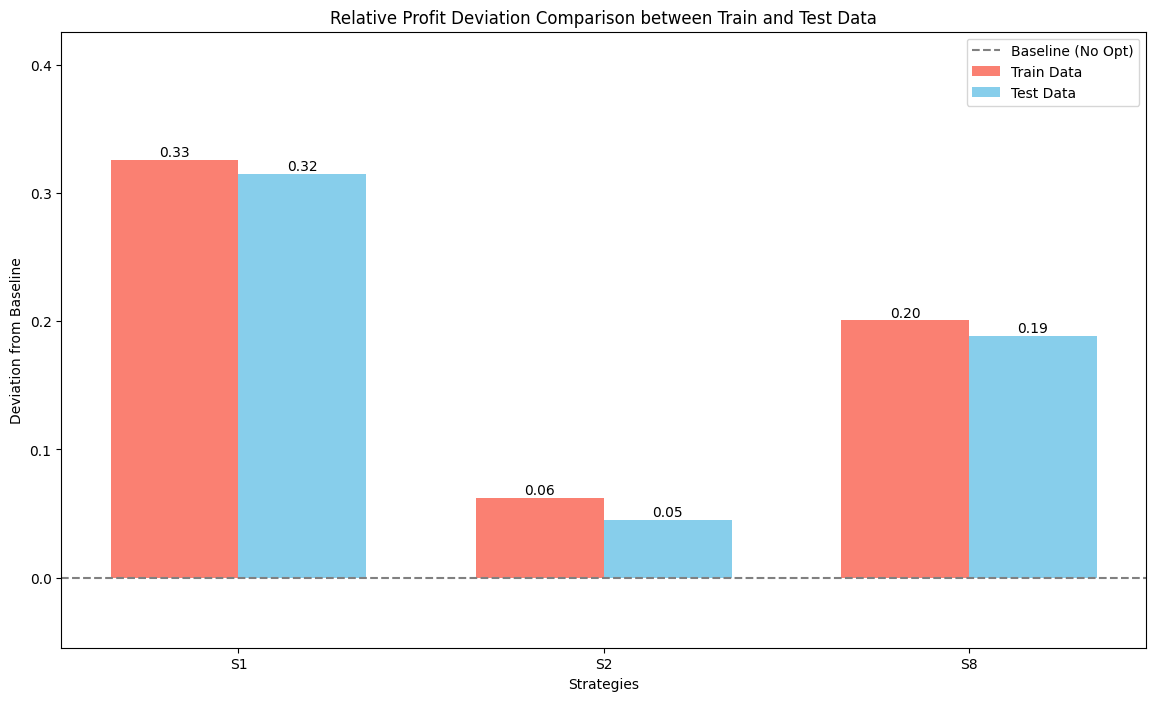 Relative Profit Deviation Comparison between Train and Test Data
Baseline (No Opt)
Train Data
Test Data
Deviation from Baseline
0.4
0.3
0.2
0.1
0.0
0.33
0.32
0.06
0.05
0.20
0.19
S1
S2
S8
Strategies